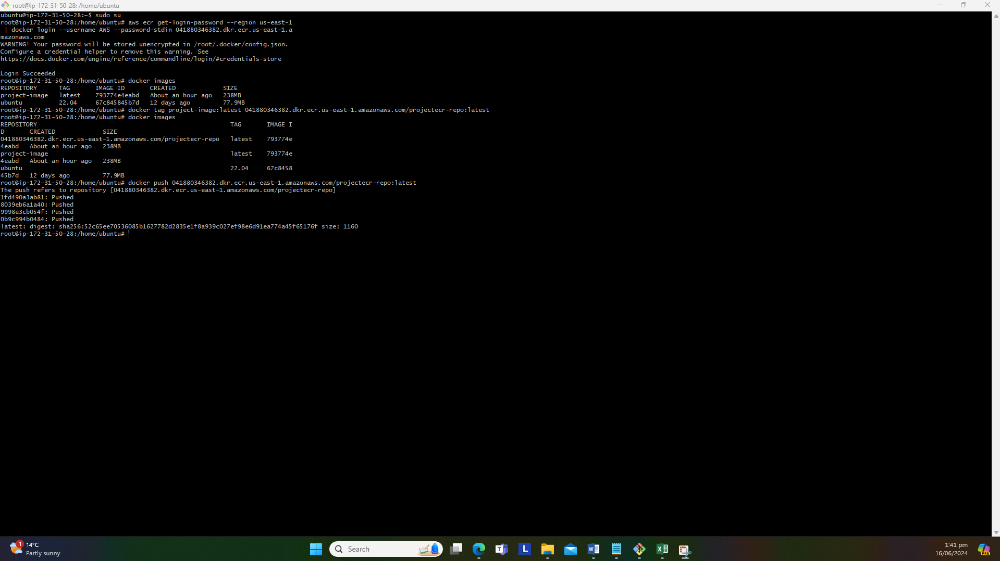 root@ip-172-31-50-28: /home/ubuntu
ubuntu@ip-172-31-50-28:~$ sudo su
root@ip-172-31-50-28:/home/ubuntu# aws ecr get-login-password --region us-east-1
 | docker login --username AWS --password-stdin 041880346382.dkr.ecr.us-east-1.a
mazonaws.com
WARNING! Your password will be stored unencrypted in /root/.docker/config.json.
Configure a credential helper to remove this warning. See
https://docs.docker.com/engine/reference/commandline/login/#credentials-store
Login Succeeded
root@ip-172-31-50-28:/home/ubuntu# docker images
REPOSITORY      TAG       IMAGE ID       CREATED             SIZE
project-image   latest    793774e4eabd   About an hour ago   238MB
ubuntu          22.04     67c845845b7d   12 days ago         77.9MB
root@ip-172-31-50-28:/home/ubuntu# docker tag project-image:latest 041880346382.dkr.ecr.us-east-1.amazonaws.com/projectecr-repo:latest
root@ip-172-31-50-28:/home/ubuntu# docker images
REPOSITORY                                                     TAG       IMAGE I
D       CREATED             SIZE
041880346382.dkr.ecr.us-east-1.amazonaws.com/projectecr-repo   latest    793774e
4eabd   About an hour ago   238MB
project-image                                                  latest    793774e
4eabd   About an hour ago   238MB
ubuntu                                                         22.04     67c8458
45b7d   12 days ago         77.9MB
root@ip-172-31-50-28:/home/ubuntu# docker push 041880346382.dkr.ecr.us-east-1.amazonaws.com/projectecr-repo:latest
The push refers to repository [041880346382.dkr.ecr.us-east-1.amazonaws.com/projectecr-repo]
1fd490a3ab81: Pushed
8039eb6a1a40: Pushed
9998e3cb054f: Pushed
0b9c994b0484: Pushed
latest: digest: sha256:52c65ee70536085b1627782d2835e1f8a939c027ef98e6d91ea774a45f65176f size: 1160
root@ip-172-31-50-28:/home/ubuntu#
1
14°C
Partly sunny
Search
T
L
W
X
1:41 pm
16/06/2024
PRE